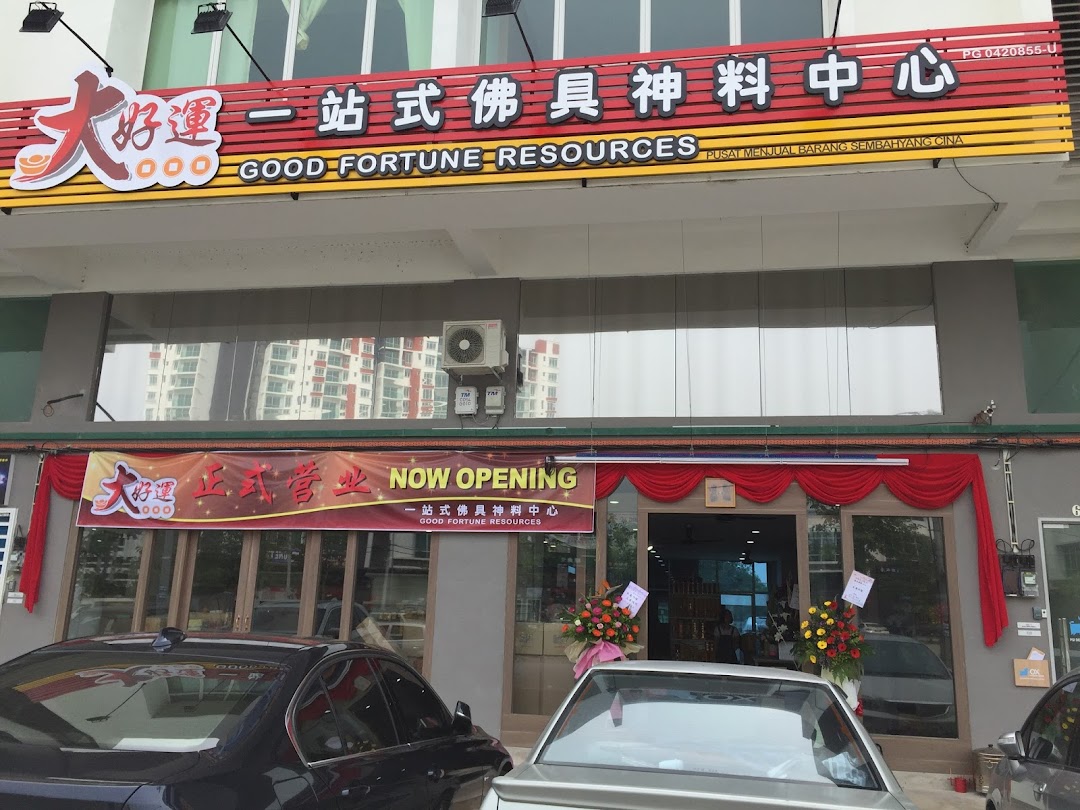 PG 0420855-U
大好運 一站式佛具神料中心
GOOD FORTUNE RESOURCES PUSAT MENJUAL BARANG SEMBAHYANG CINA
TM
TM
大好運 正式营业 NOW OPENING
一站式佛具神料中心
GOOD FORTUNE RESOURCES